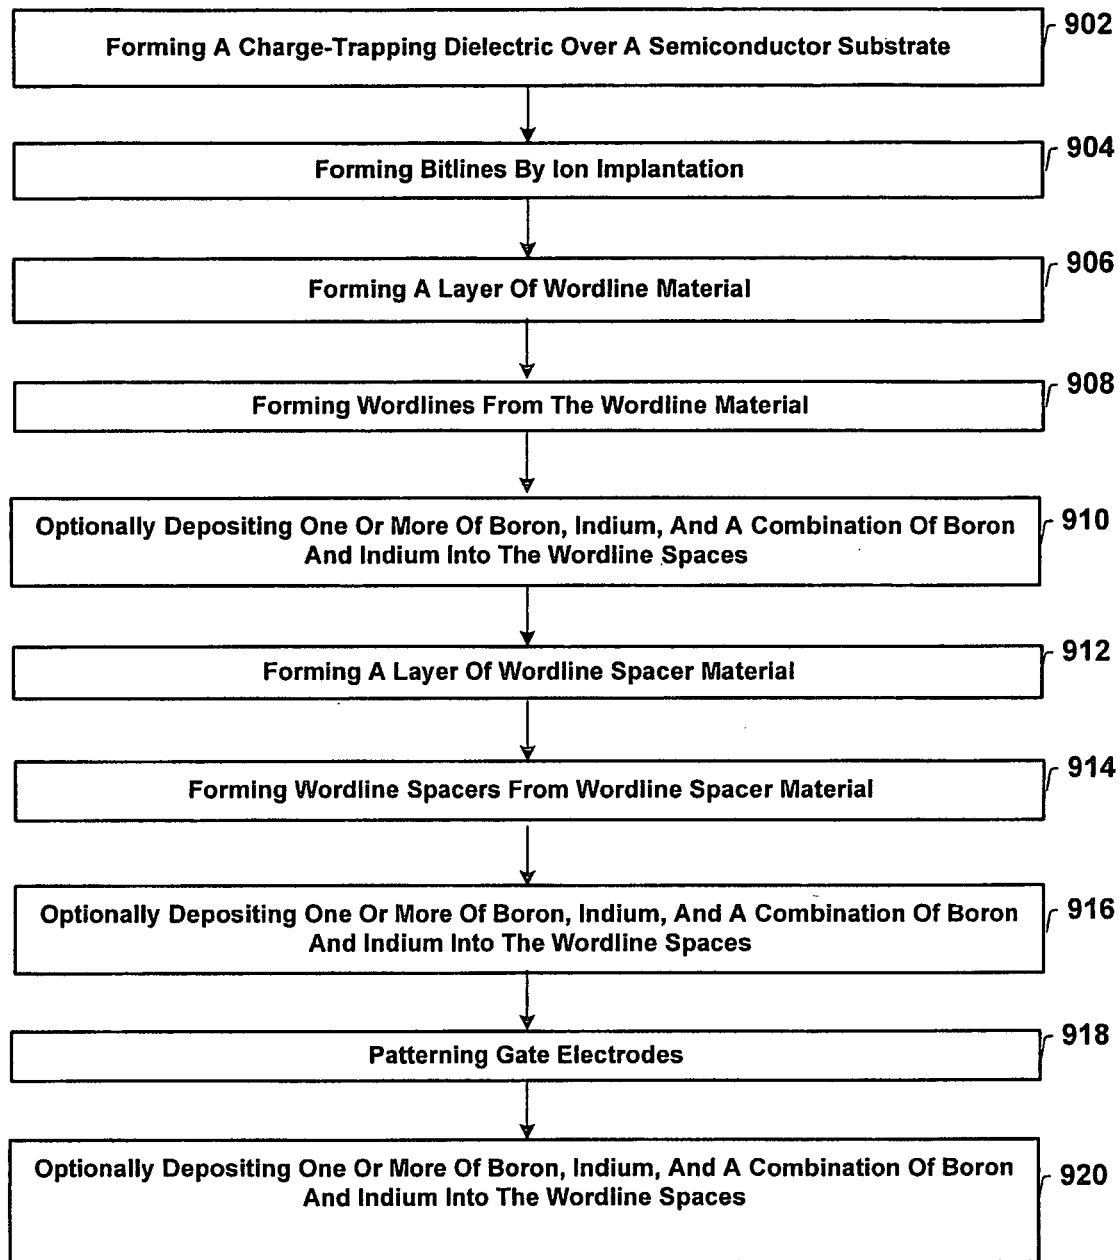 Forming A Charge-Trapping Dielectric Over A Semiconductor Substrate
902
Forming Bitlines By Ion Implantation
904
Forming A Layer Of Wordline Material
906
Forming Wordlines From The Wordline Material
908
Optionally Depositing One Or More Of Boron, Indium, And A Combination Of Boron
And Indium Into The Wordline Spaces
910
Forming A Layer Of Wordline Spacer Material
912
Forming Wordline Spacers From Wordline Spacer Material
914
Optionally Depositing One Or More Of Boron, Indium, And A Combination Of Boron
And Indium Into The Wordline Spaces
916
Patterning Gate Electrodes
918
Optionally Depositing One Or More Of Boron, Indium, And A Combination Of Boron
And Indium Into The Wordline Spaces
920